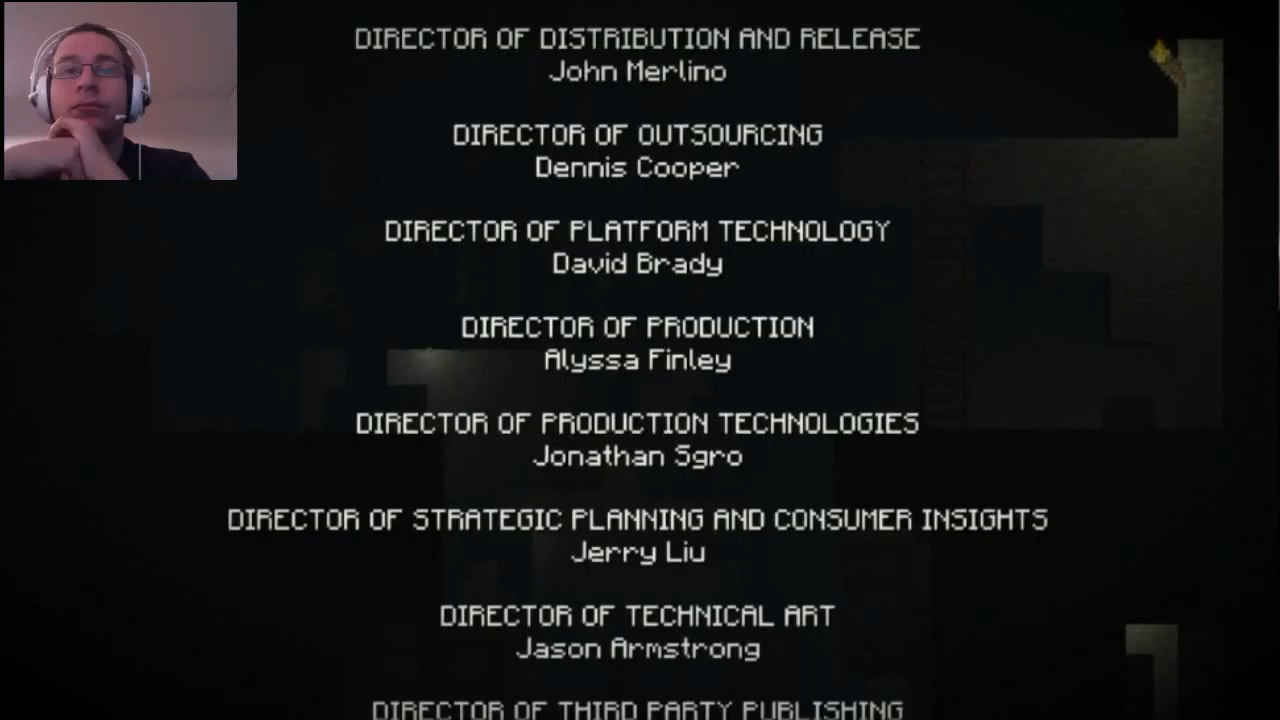 DIRECTOR OF DISTRIBUTION AND RELEASE
John Merlino
DIRECTOR OF OUTSOURCING
Dennis Cooper
DIRECTOR OF PLATFORM TECHNOLOGY
David Brady
DIRECTOR OF PRODUCTION
Alyssa Finley
DIRECTOR OF PRODUCTION TECHNOLOGIES
Jonathan Sgro
DIRECTOR OF STRATEGIC PLANNING AND CONSUMER INSIGHTS
Jerry Liu
DIRECTOR OF TECHNICAL ART
Jason Armstrong
DIRECTOR OF THIRD PARTY PUBLISHING